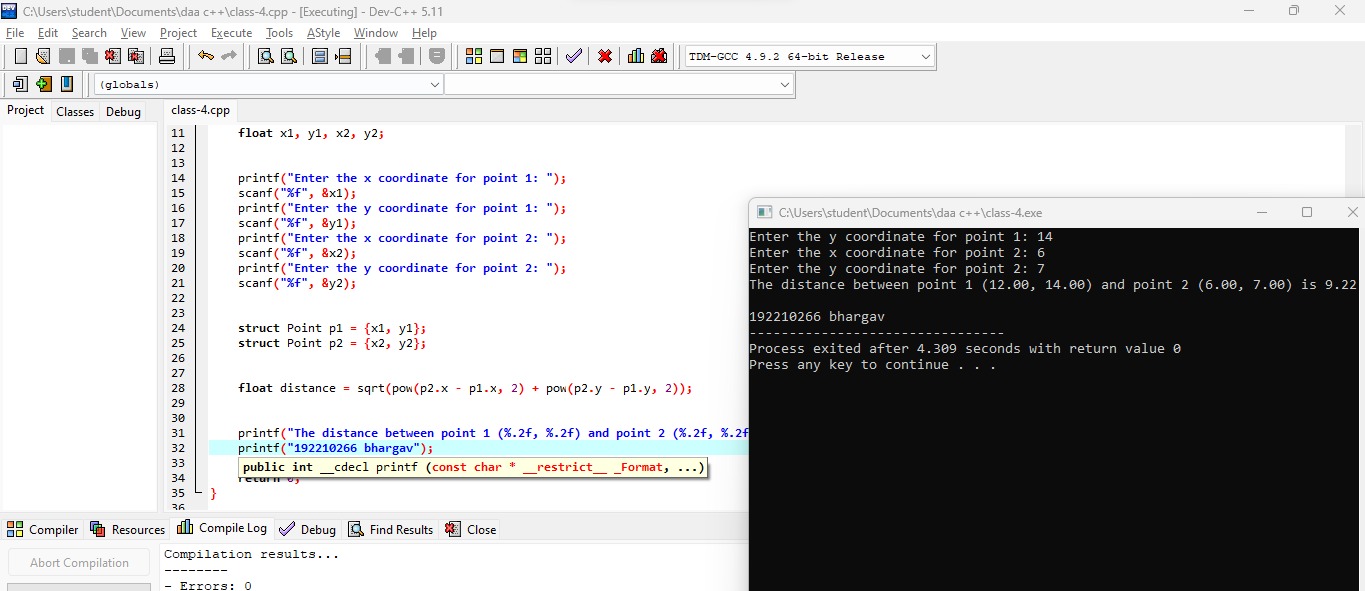 C:\Users\student\Documents\daa c++\class-4.cpp - [Executing] - Dev-C++ 5.11
File Edit Search View Project Execute Tools AStyle Window Help
TDM-GCC 4.9.2 64-bit Release
(globals)
Project Classes Debug
class-4.cpp
11 float x1, y1, x2, y2;
12
13
14 printf("Enter the x coordinate for point 1: ");
15 scanf("%f", &x1);
16 printf("Enter the y coordinate for point 1: ");
17 scanf("%f", &y1);
18 printf("Enter the x coordinate for point 2: ");
19 scanf("%f", &x2);
20 printf("Enter the y coordinate for point 2: ");
21 scanf("%f", &y2);
22
23
24 struct Point p1 = {x1, y1};
25 struct Point p2 = {x2, y2};
26
27
28 float distance = sqrt(pow(p2.x - p1.x, 2) + pow(p2.y - p1.y, 2));
29
30
31 printf("The distance between point 1 (%.2f, %.2f) and point 2 (%.2f, %.2f
32 printf("192210266 bhargav");
33 public int __cdecl printf (const char * __restrict__ _Format, ...)
34
35 }
36
C:\Users\student\Documents\daa c++\class-4.exe
Enter the y coordinate for point 1: 14
Enter the x coordinate for point 2: 6
Enter the y coordinate for point 2: 7
The distance between point 1 (12.00, 14.00) and point 2 (6.00, 7.00) is 9.22
192210266 bhargav
--------------------------------
Process exited after 4.309 seconds with return value 0
Press any key to continue . . .
Compiler Resources Compile Log Debug Find Results Close
Abort Compilation
Compilation results...
--------
- Errors: 0